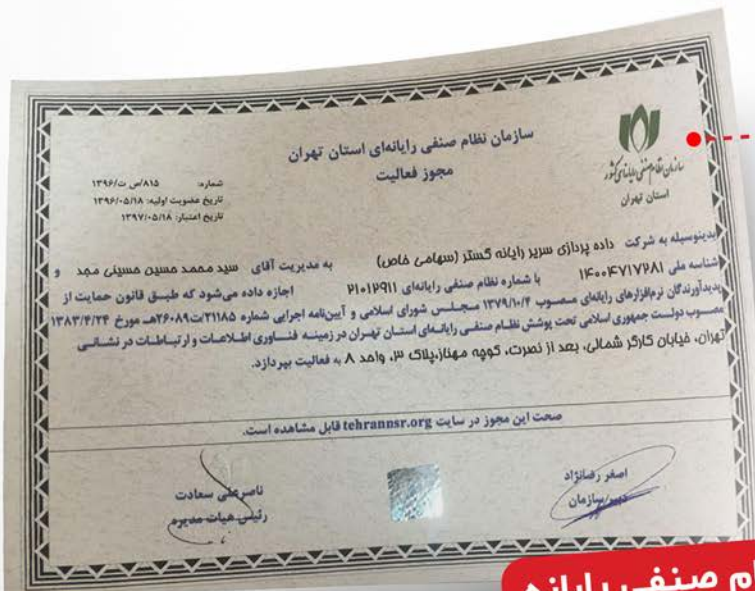 سازمان نظام صنفی رایانه‌ای کشور
استان تهران
سازمان نظام صنفی رایانه‌ای استان تهران
مجوز فعالیت
شماره: ۸۱۵/ص ت/۱۳۹۶
تاریخ عضویت اولیه: ۱۳۹۶/۰۵/۱۸
تاریخ اعتبار: ۱۳۹۷/۰۵/۱۸
بدینوسیله به شرکت داده پردازی سریر رایانه گستر (سهامی خاص) به مدیریت آقای سید محمد حسین حسینی مجد و
شناسه ملی ۱۴۰۰۴۷۱۷۲۸۱ با شماره نظام صنفی رایانه‌ای ۲۱۰۱۲۹۱۱ اجازه داده می‌شود که طبق قانون حمایت از
پدیدآورندگان نرم‌افزارهای رایانه‌ای مصوب ۱۳۷۹/۱۰/۴ مجلس شورای اسلامی و آیین‌نامه اجرایی شماره ۲۱۱۸۵/ت۲۶۰۸۹هـ مورخ ۱۳۸۳/۴/۲۴
مصوب دولت جمهوری اسلامی تحت پوشش نظام صنفی رایانه‌ای استان تهران در زمینه فناوری اطلاعات و ارتباطات در نشانی
تهران، خیابان کارگر شمالی، بعد از نصرت، کوچه مهناز،پلاک ۳، واحد ۸ به فعالیت بپردازد.
صحت این مجوز در سایت tehrannsr.org قابل مشاهده است.
اصغر رضانژاد
دبیر سازمان
ناصرعلی سعادت
رئیس هیات مدیره
صنفی رایانه